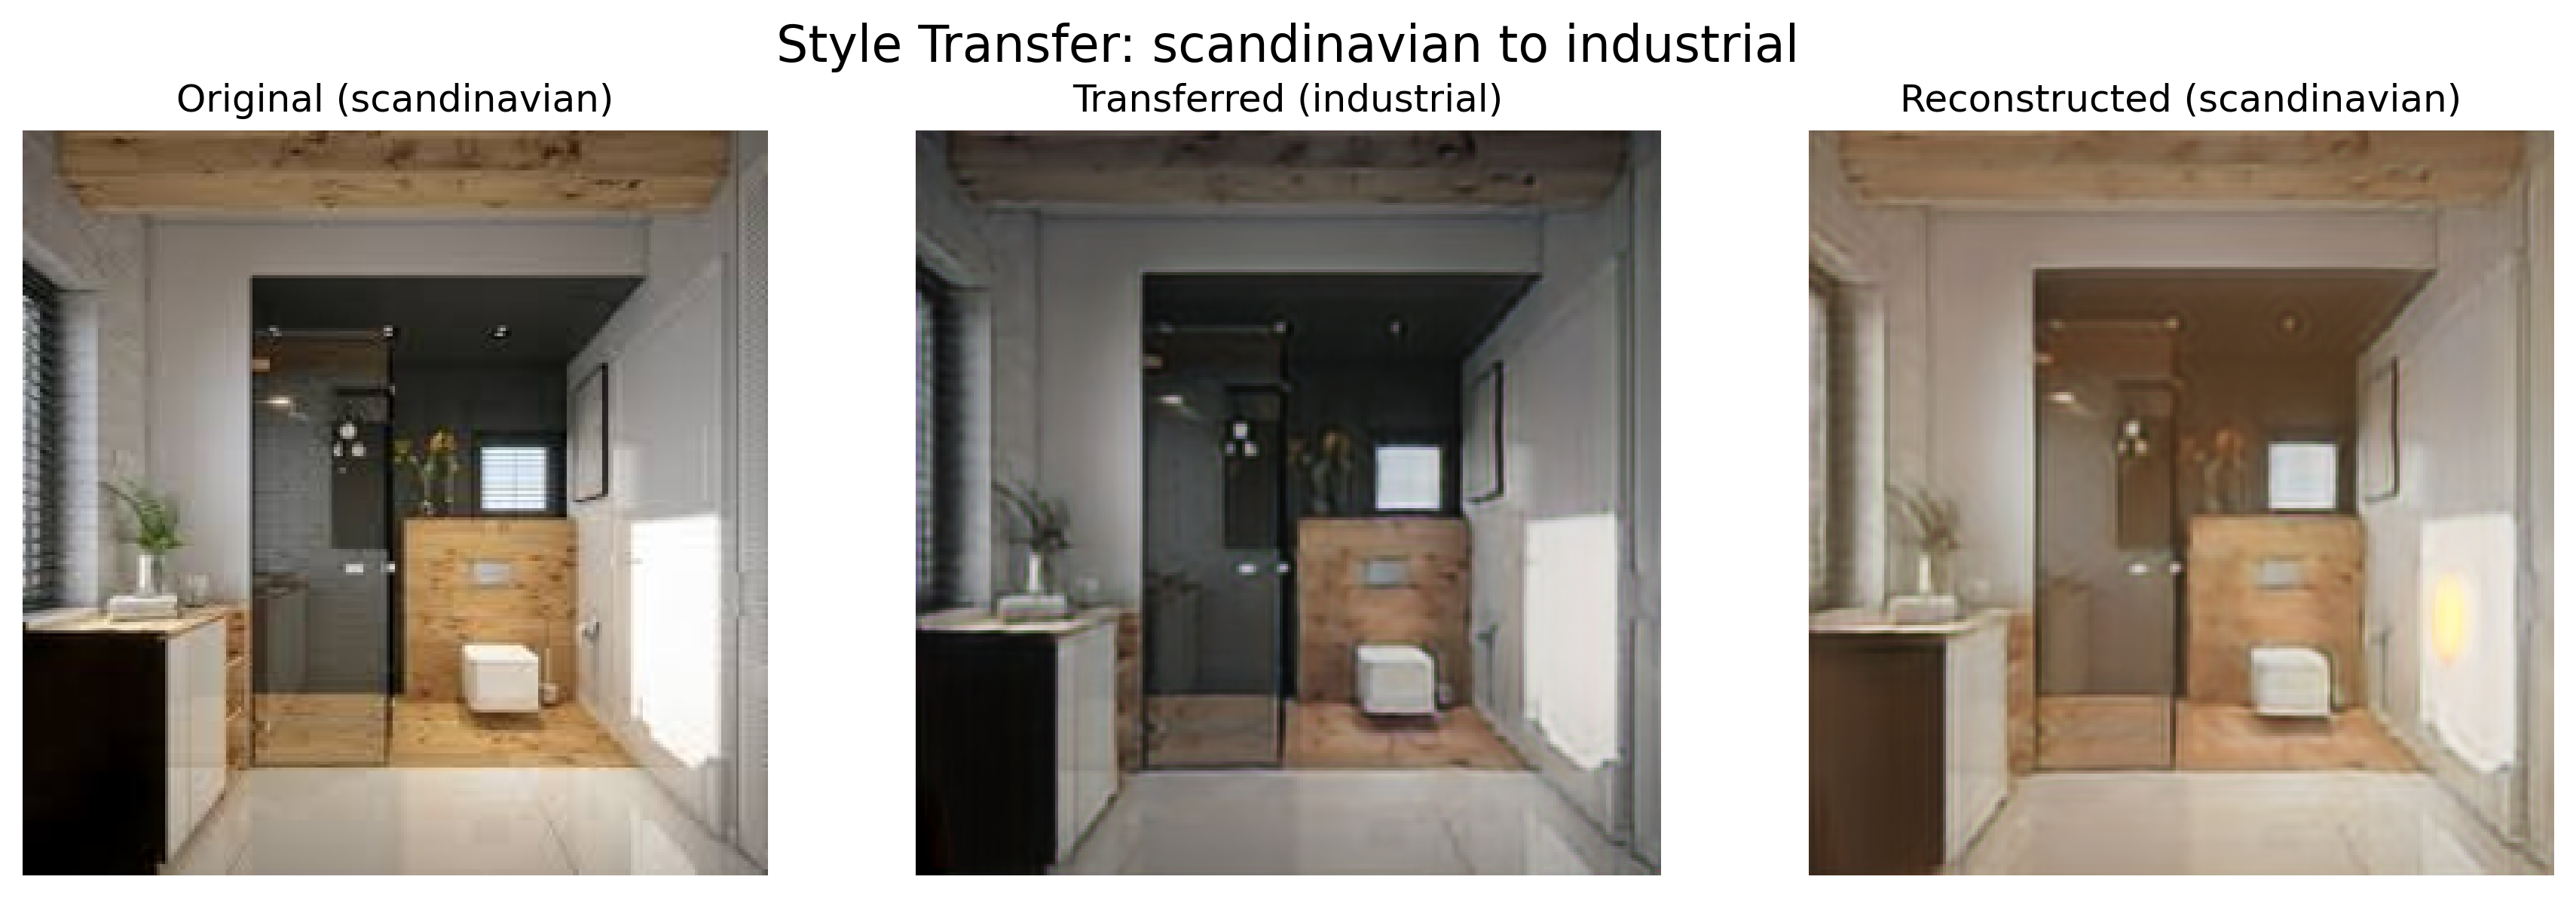 Style Transfer: scandinavian to industrial
Original (scandinavian)
Transferred (industrial)
Reconstructed (scandinavian)